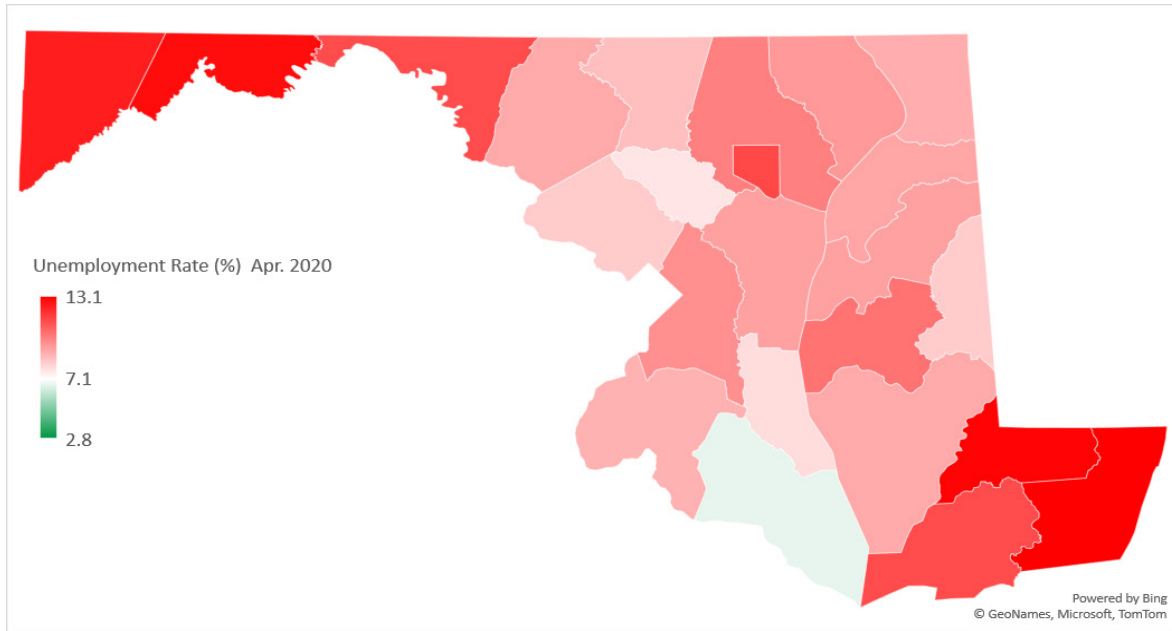 Unemployment Rate (%)  Apr. 2020
13.1
7.1
2.8
Powered by Bing
© GeoNames, Microsoft, TomTom